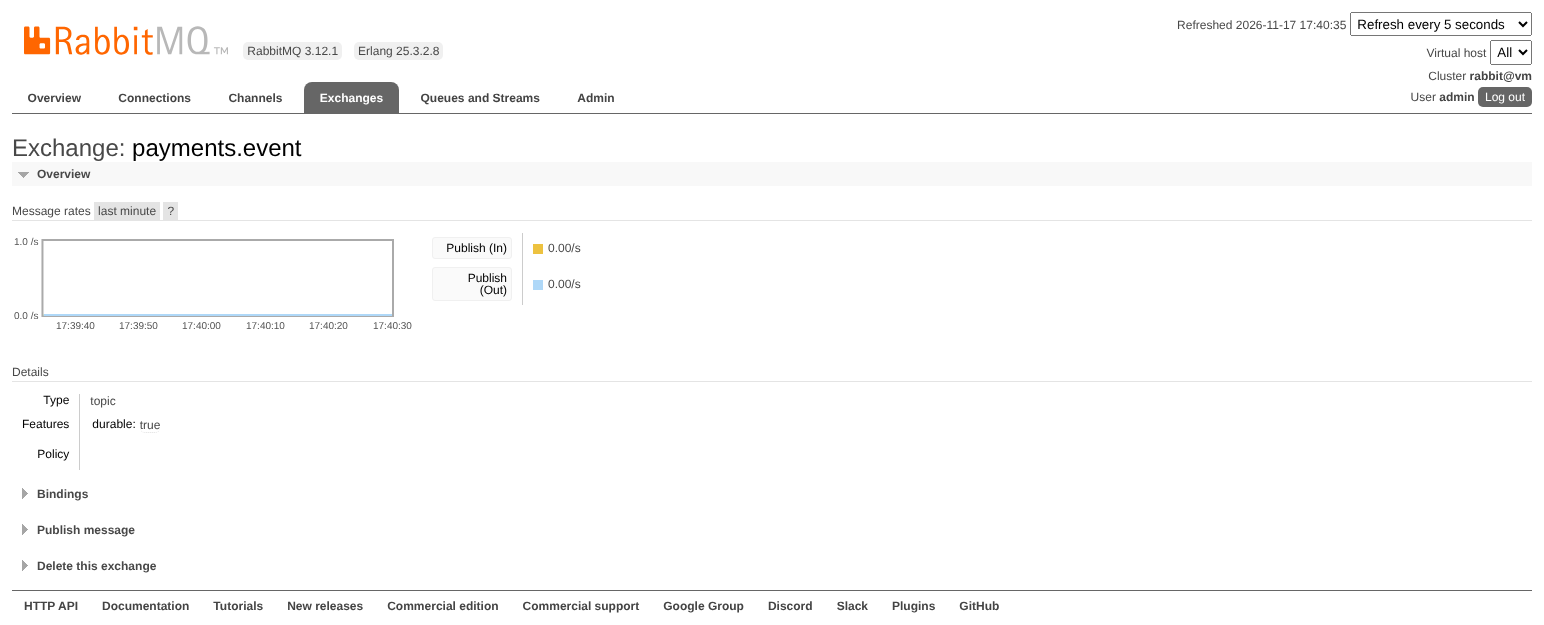 Refreshed 2026-11-17 17:40:35 Refresh every 5 seconds
RabbitMQ TM RabbitMQ 3.12.1 Erlang 25.3.2.8
Virtual host All
Cluster rabbit@vm
User admin Log out
Overview Connections Channels Exchanges Queues and Streams Admin
Exchange: payments.event
Overview
Message rates last minute ?
1.0 /s
0.0 /s
17:39:40 17:39:50 17:40:00 17:40:10 17:40:20 17:40:30
Publish (In) 0.00/s
Publish
(Out) 0.00/s
Details
Type topic
Features durable: true
Policy
Bindings
Publish message
Delete this exchange
HTTP API Documentation Tutorials New releases Commercial edition Commercial support Google Group Discord Slack Plugins GitHub